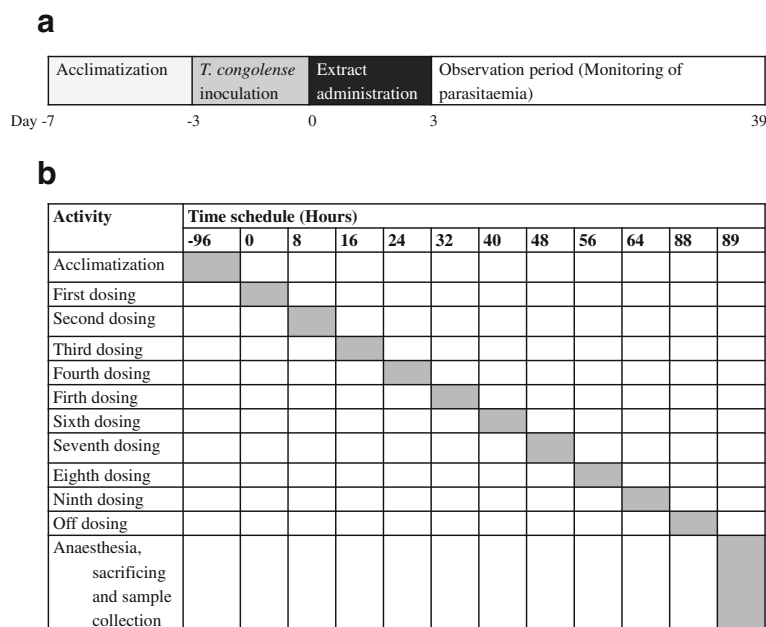 a
Acclimatization T. congolense Extract Observation period (Monitoring of
inoculation administration parasitaemia)
Day -7 -3 0 3 39
b
Activity Time schedule (Hours)
-96 0 8 16 24 32 40 48 56 64 88 89
Acclimatization
First dosing
Second dosing
Third dosing
Fourth dosing
Firth dosing
Sixth dosing
Seventh dosing
Eighth dosing
Ninth dosing
Off dosing
Anaesthesia,
sacrificing
and sample
collection